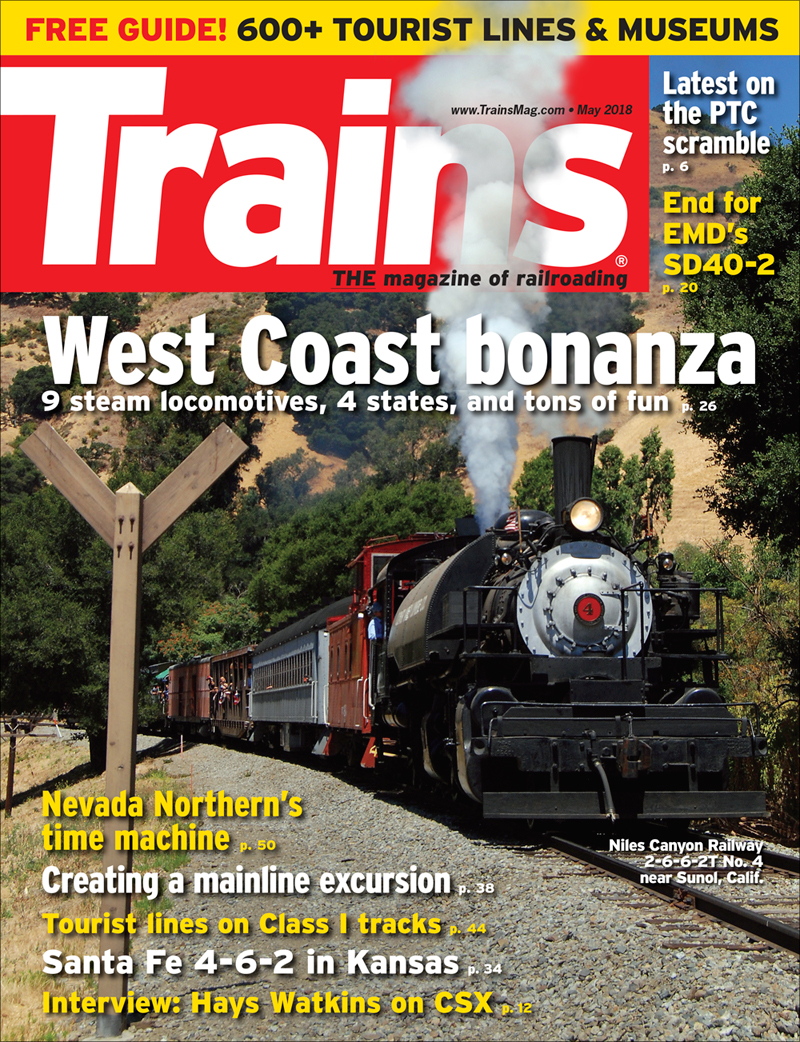 FREE GUIDE! 600+ TOURIST LINES & MUSEUMS
Trains
www.TrainsMag.com • May 2018
®
THE magazine of railroading
Latest on
the PTC
scramble
p. 6
End for
EMD's
SD40-2
p. 20
West Coast bonanza
9 steam locomotives, 4 states, and tons of fun p. 26
4
4
Nevada Northern's
time machine p. 50
Creating a mainline excursion p. 38
Tourist lines on Class I tracks p. 44
Santa Fe 4-6-2 in Kansas p. 34
Interview: Hays Watkins on CSX p. 12
Niles Canyon Railway
2-6-6-2T No. 4
near Sunol, Calif.